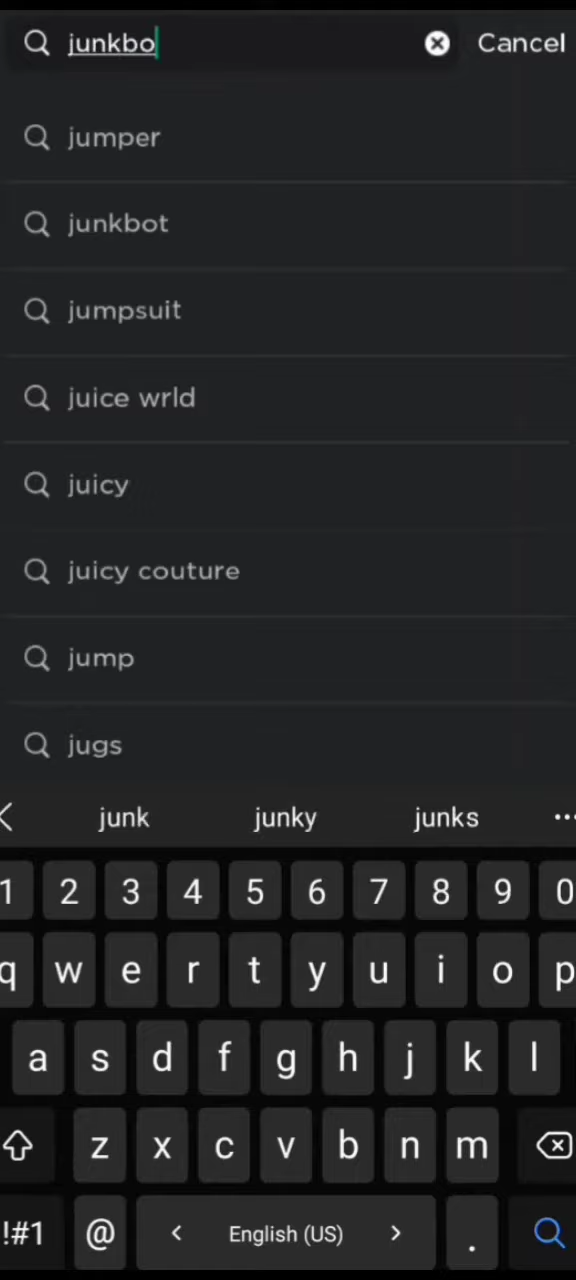 junkbo Cancel
jumper
junkbot
jumpsuit
juice wrld
juicy
juicy couture
jump
jugs
junk junky junks ...
1 2 3 4 5 6 7 8 9 0
q w e r t y u i o p
a s d f g h j k l
z x c v b n m
!#1 @ < English (US) > .